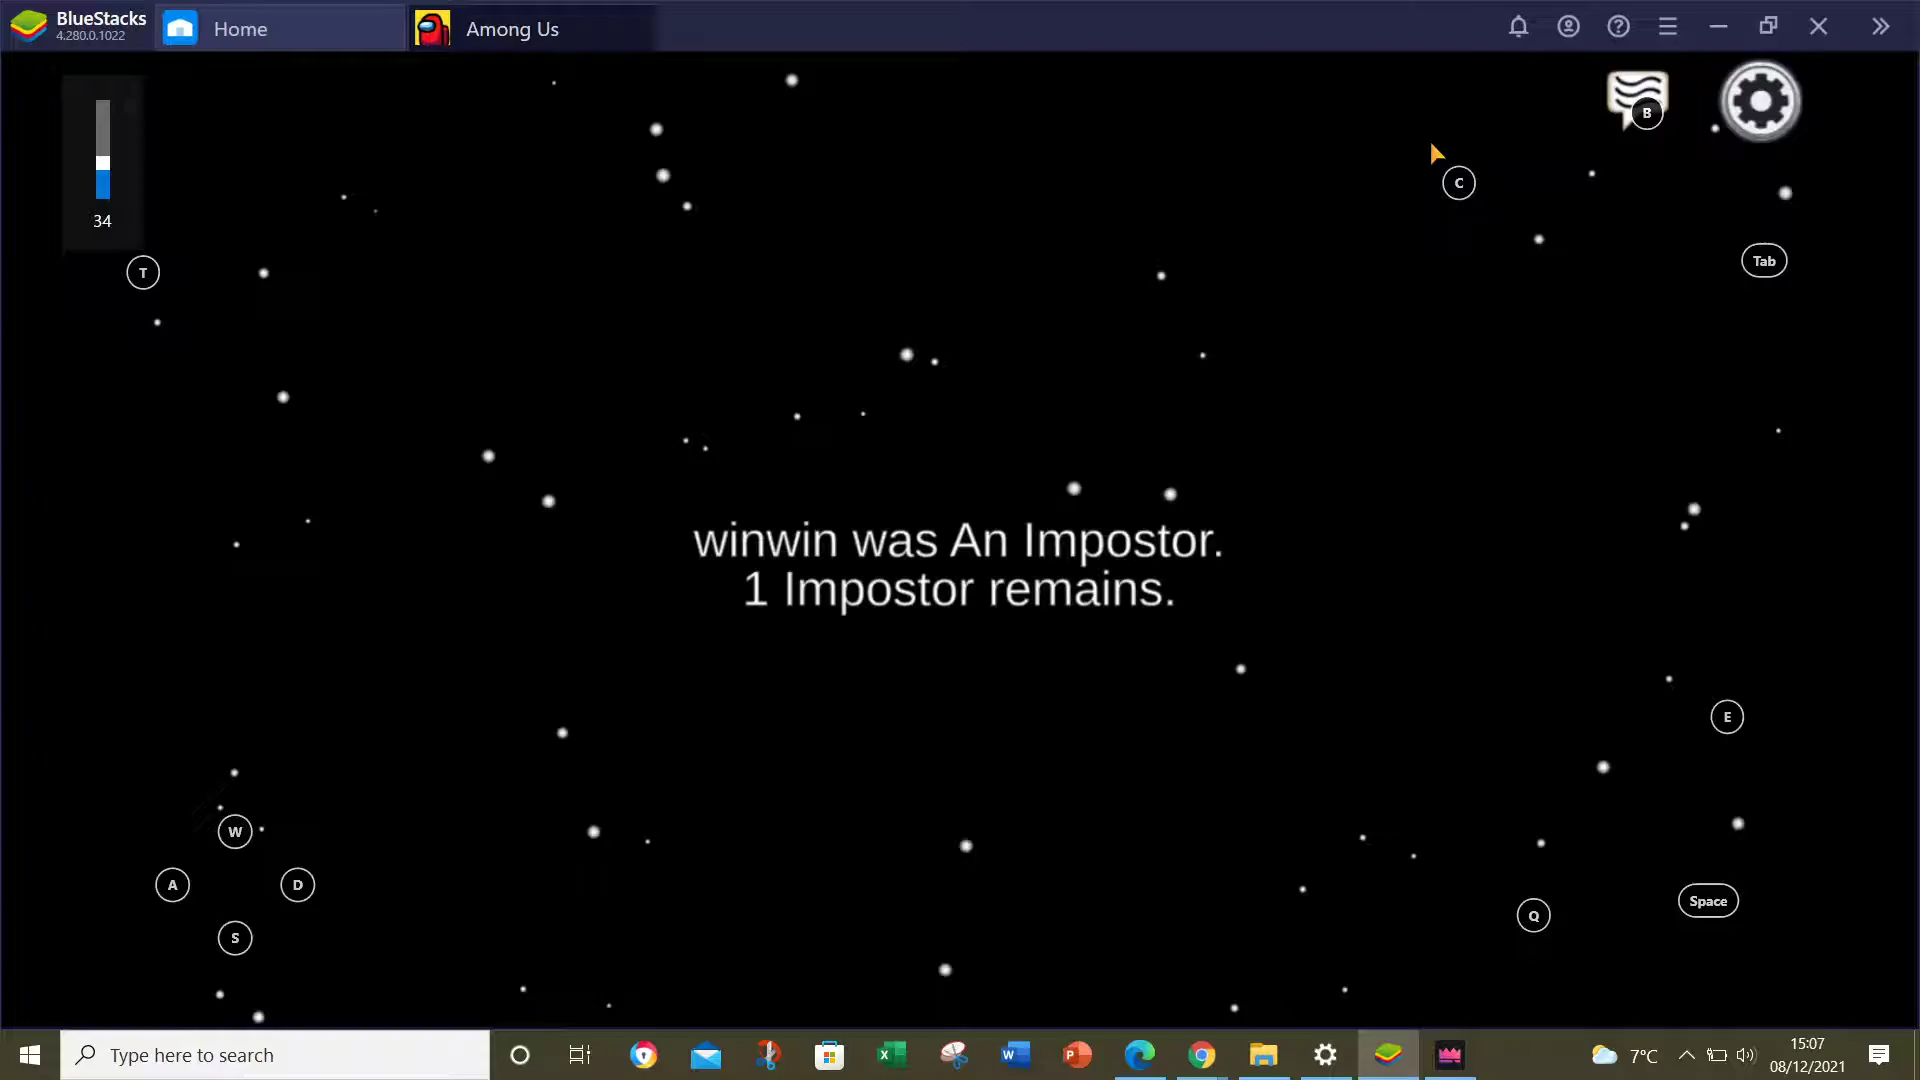 BlueStacks
4.280.0.1022
Home
Among Us
34
B
C
T
Tab
winwin was An Impostor.
1 Impostor remains.
E
W
A
D
S
Q
Space
Type here to search
7°C
15:07
08/12/2021